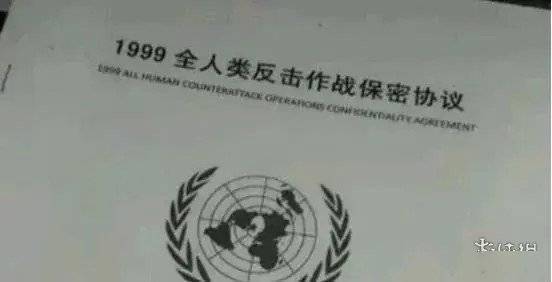 1999 全人类反击作战保密协议
1999 ALL HUMAN COUNTERATTACK OPERATIONS CONFIDENTIALITY AGREEMENT